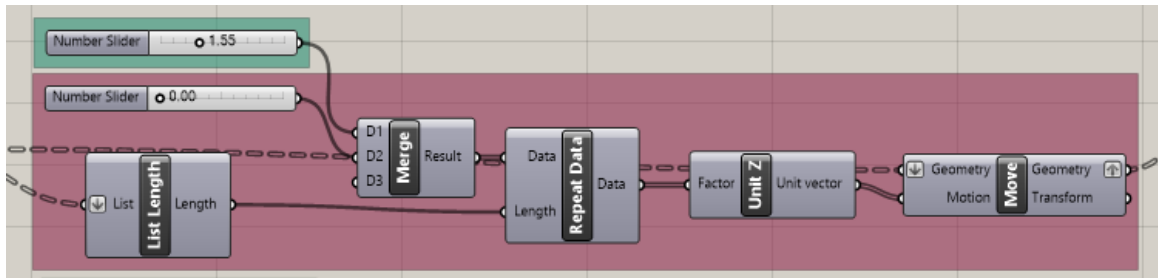 Number Slider 1.55
Number Slider 0.00
List Length List Length
D1 D2 D3 Merge Result
Data Length Repeat Data Data
Factor Unit Z Unit vector
Geometry Motion Move Geometry Transform